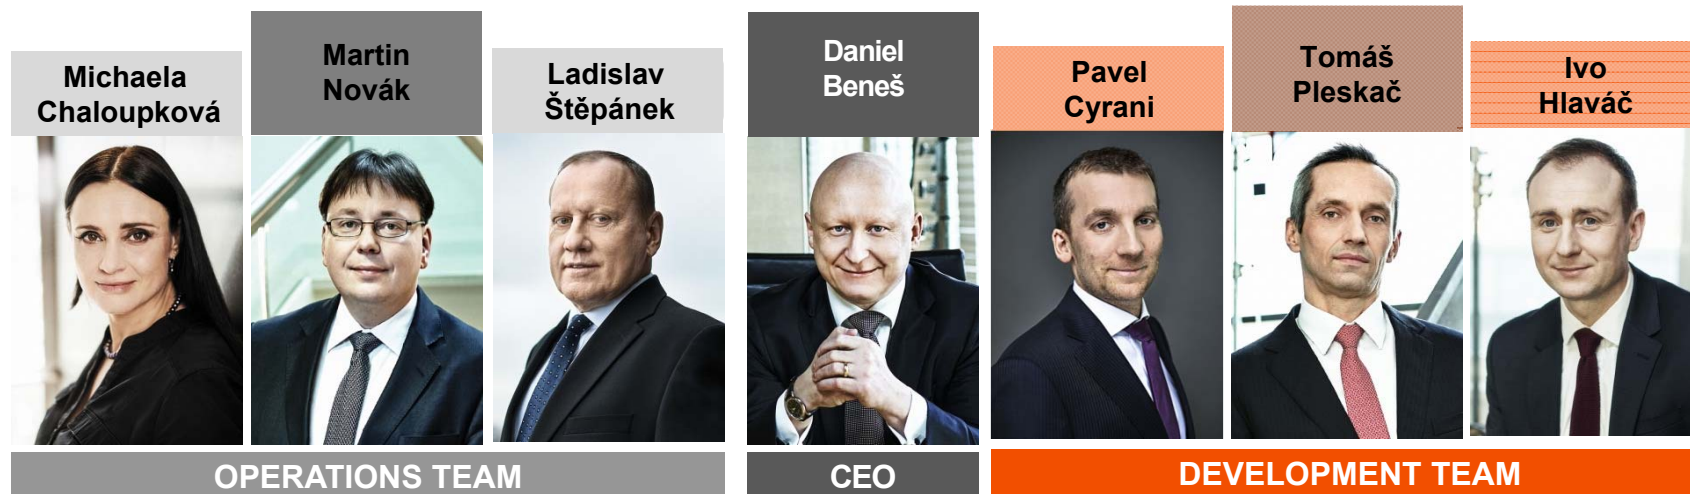 Michaela
Chaloupková
Martin
Novák
Ladislav
Štěpánek
Daniel
Beneš
Pavel
Cyrani
Tomáš
Pleskač
Ivo
Hlaváč
OPERATIONS TEAM
CEO
DEVELOPMENT TEAM